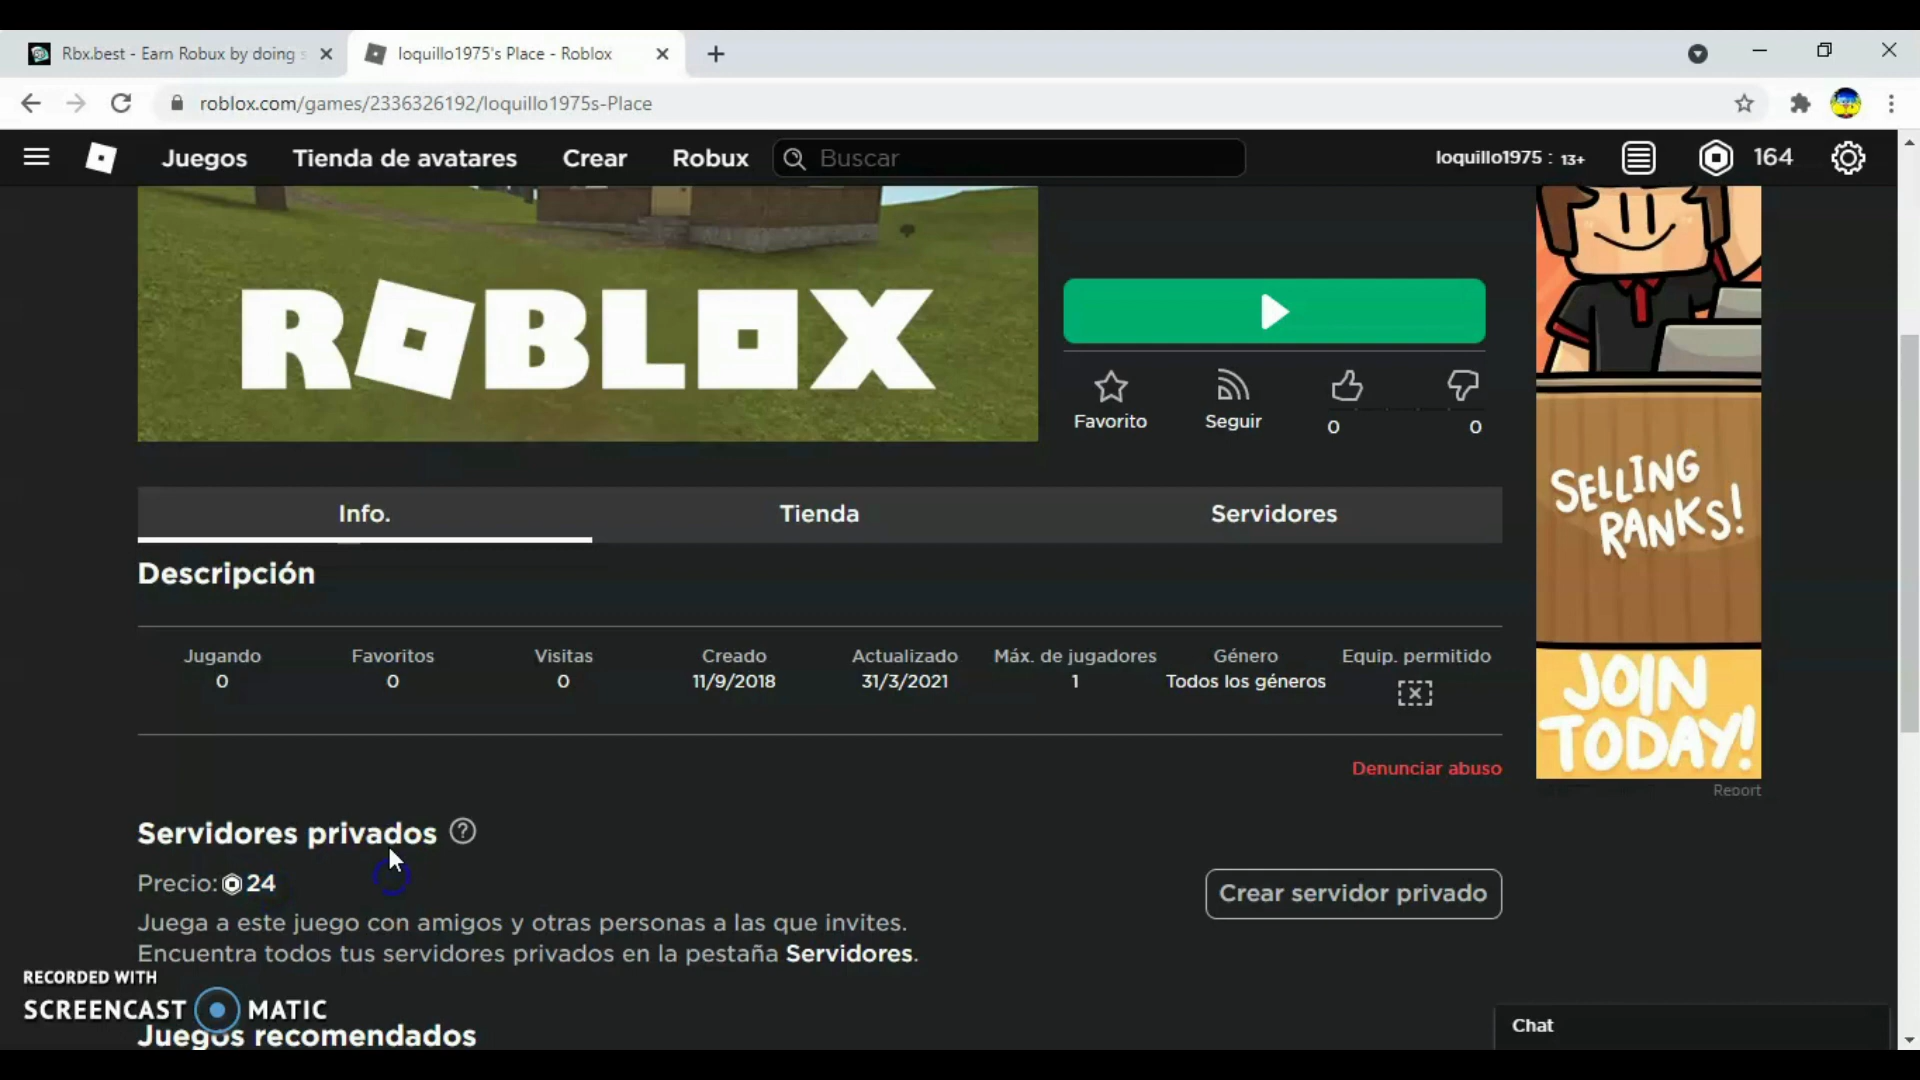 Rbx.best - Earn Robux by doing s
loquillo1975's Place - Roblox
roblox.com/games/2336326192/loquillo1975s-Place
Juegos Tienda de avatares Crear Robux Buscar loquillo1975 : 13+ 164
ROBLOX
Favorito Seguir 0 0
SELLING
RANKS!
JOIN
TODAY!
Report
Info. Tienda Servidores
Descripción
Jugando Favoritos Visitas Creado Actualizado Máx. de jugadores Género Equip. permitido
0 0 0 11/9/2018 31/3/2021 1 Todos los géneros
Denunciar abuso
Servidores privados ?
Precio: 24
Crear servidor privado
Juega a este juego con amigos y otras personas a las que invites.
Encuentra todos tus servidores privados en la pestaña Servidores.
RECORDED WITH
SCREENCAST MATIC
Juegos recomendados
Chat